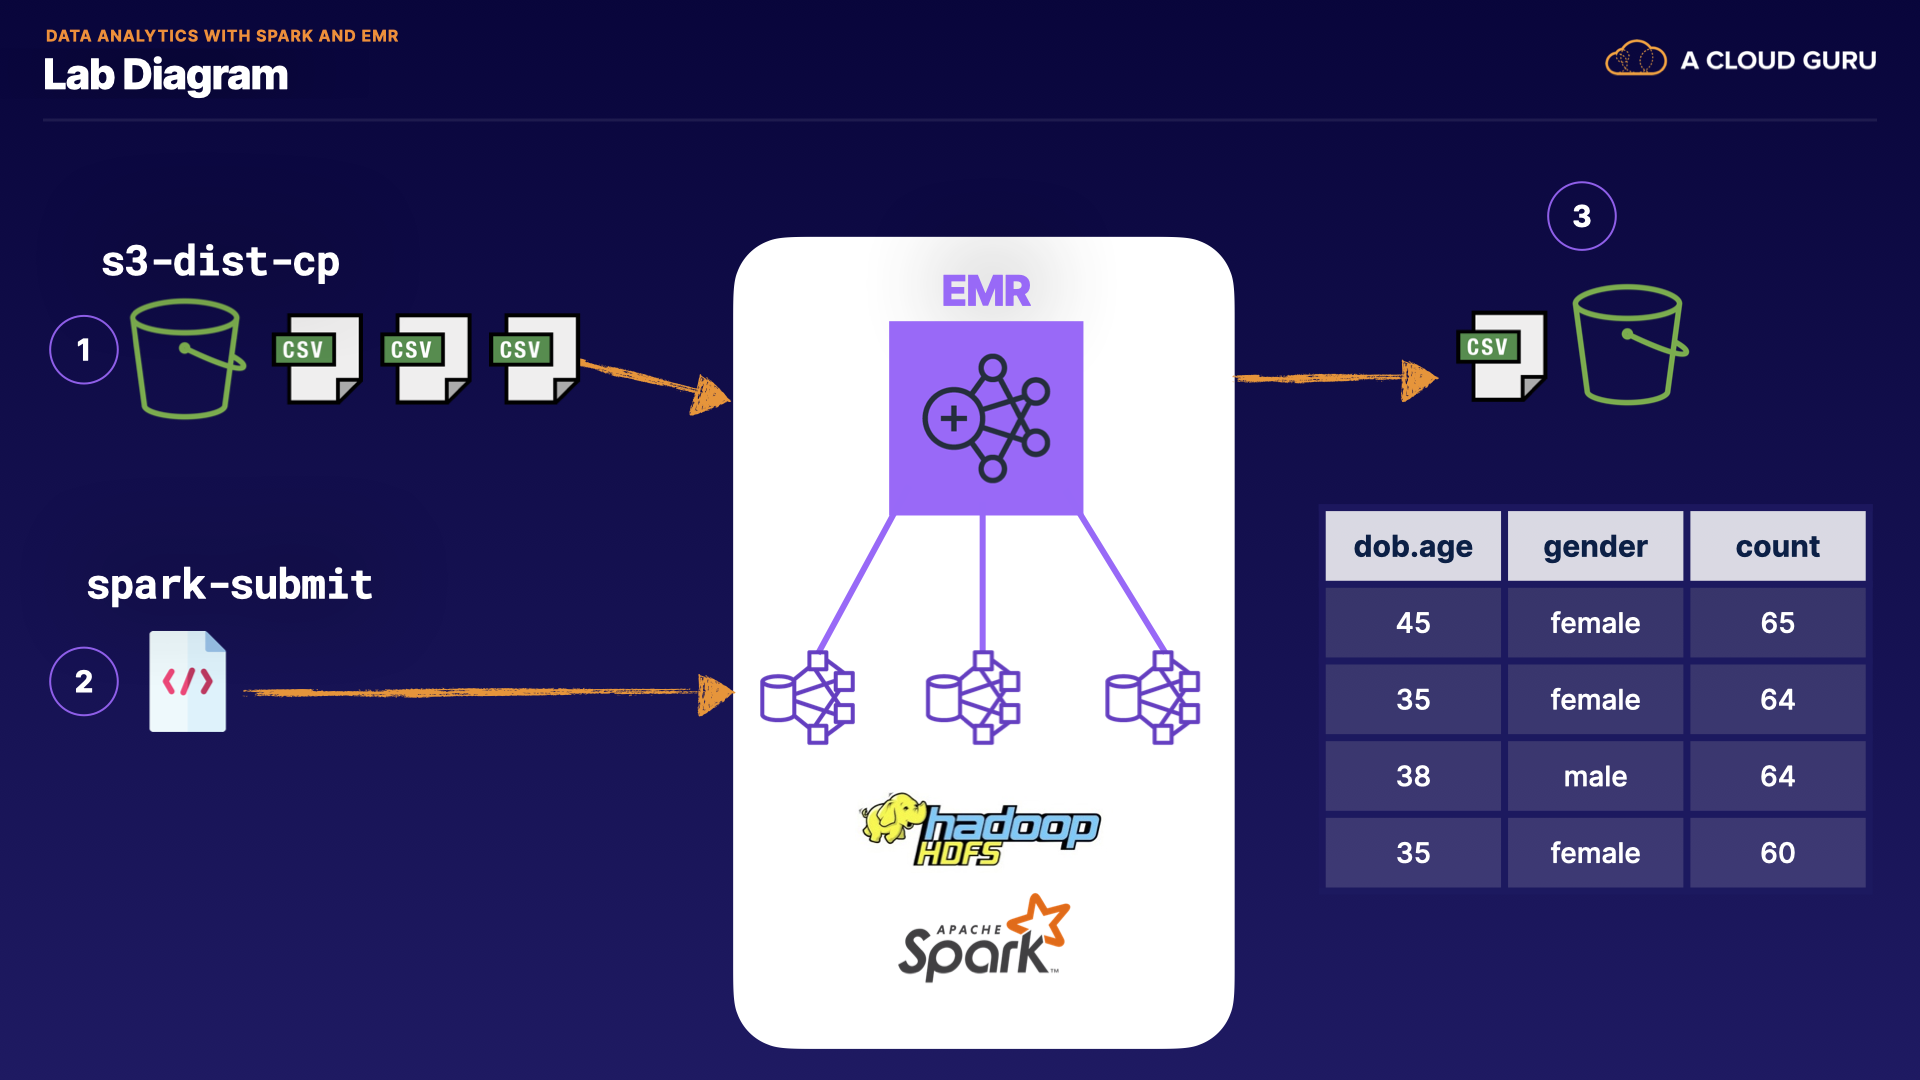 DATA ANALYTICS WITH SPARK AND EMR
Lab Diagram
A CLOUD GURU
s3-dist-cp
1
CSV CSV CSV
spark-submit
2
</>
EMR
+
hadoop
HDFS
APACHE
Spark™
3
CSV
dob.age gender count
45 female 65
35 female 64
38 male 64
35 female 60